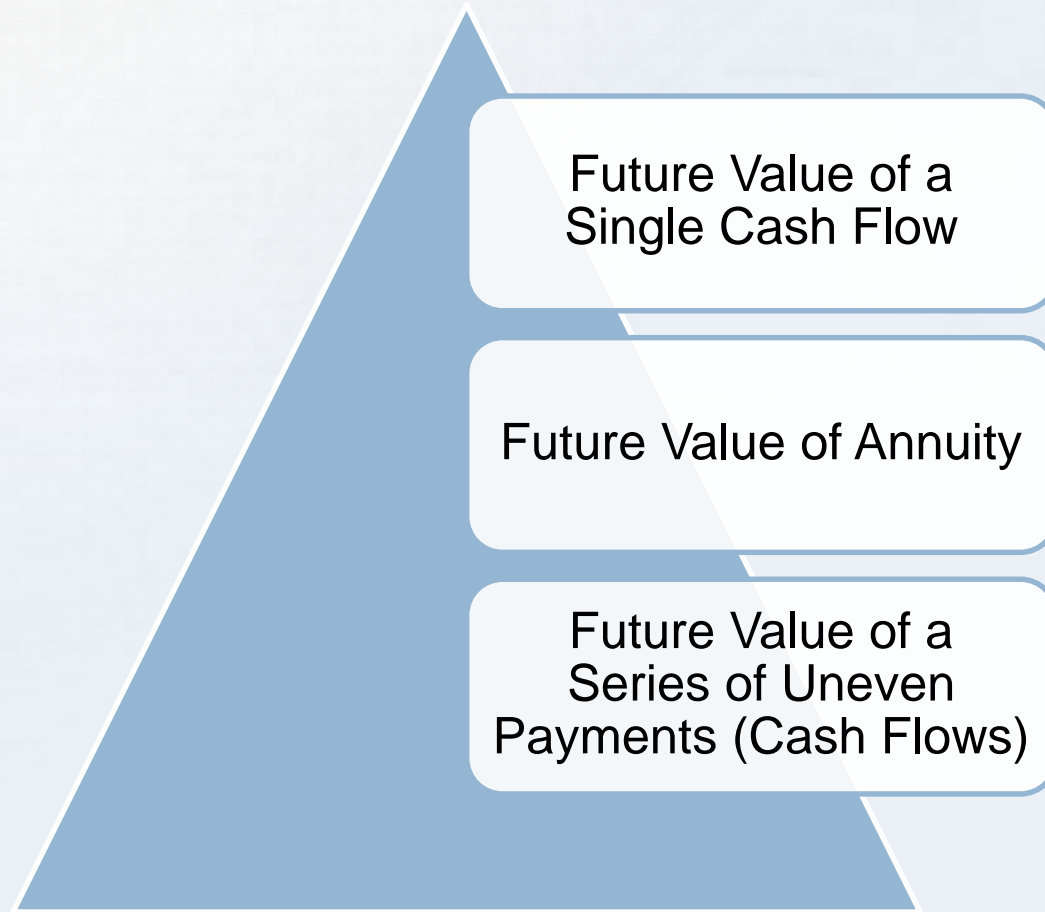 Future Value of a
Single Cash Flow
Future Value of Annuity
Future Value of a
Series of Uneven
Payments (Cash Flows)